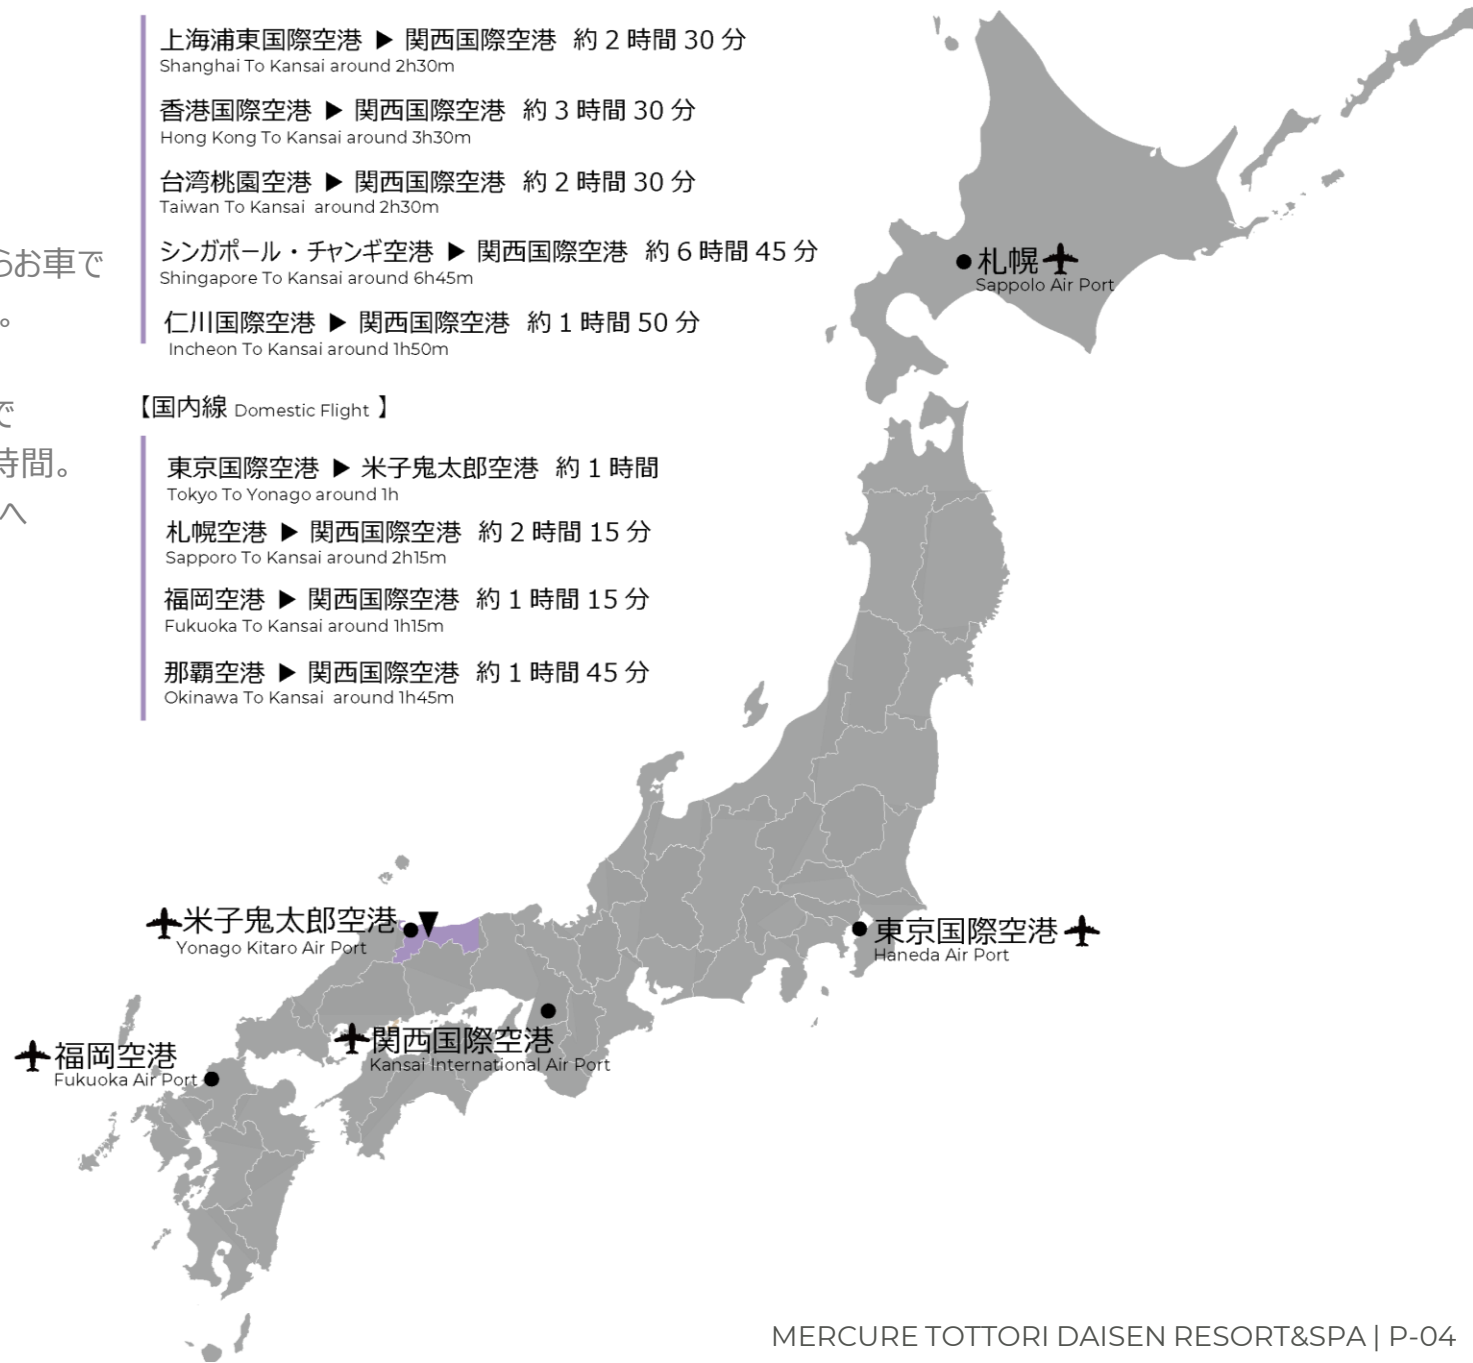 上海浦東国際空港 ▶ 関西国際空港 約 2 時間 30 分
Shanghai To Kansai around 2h30m
香港国際空港 ▶ 関西国際空港 約 3 時間 30 分
Hong Kong To Kansai around 3h30m
台湾桃園空港 ▶ 関西国際空港 約 2 時間 30 分
Taiwan To Kansai around 2h30m
シンガポール・チャンギ空港 ▶ 関西国際空港 約 6 時間 45 分
Shingapore To Kansai around 6h45m
仁川国際空港 ▶ 関西国際空港 約 1 時間 50 分
Incheon To Kansai around 1h50m
らお車で
。
で
時間。
へ
【国内線 Domestic Flight 】
東京国際空港 ▶ 米子鬼太郎空港 約 1 時間
Tokyo To Yonago around 1h
札幌空港 ▶ 関西国際空港 約 2 時間 15 分
Sapporo To Kansai around 2h15m
福岡空港 ▶ 関西国際空港 約 1 時間 15 分
Fukuoka To Kansai around 1h15m
那覇空港 ▶ 関西国際空港 約 1 時間 45 分
Okinawa To Kansai around 1h45m
札幌
Sappolo Air Port
米子鬼太郎空港
Yonago Kitaro Air Port
東京国際空港
Haneda Air Port
関西国際空港
Kansai International Air Port
福岡空港
Fukuoka Air Port
MERCURE TOTTORI DAISEN RESORT&SPA | P-04